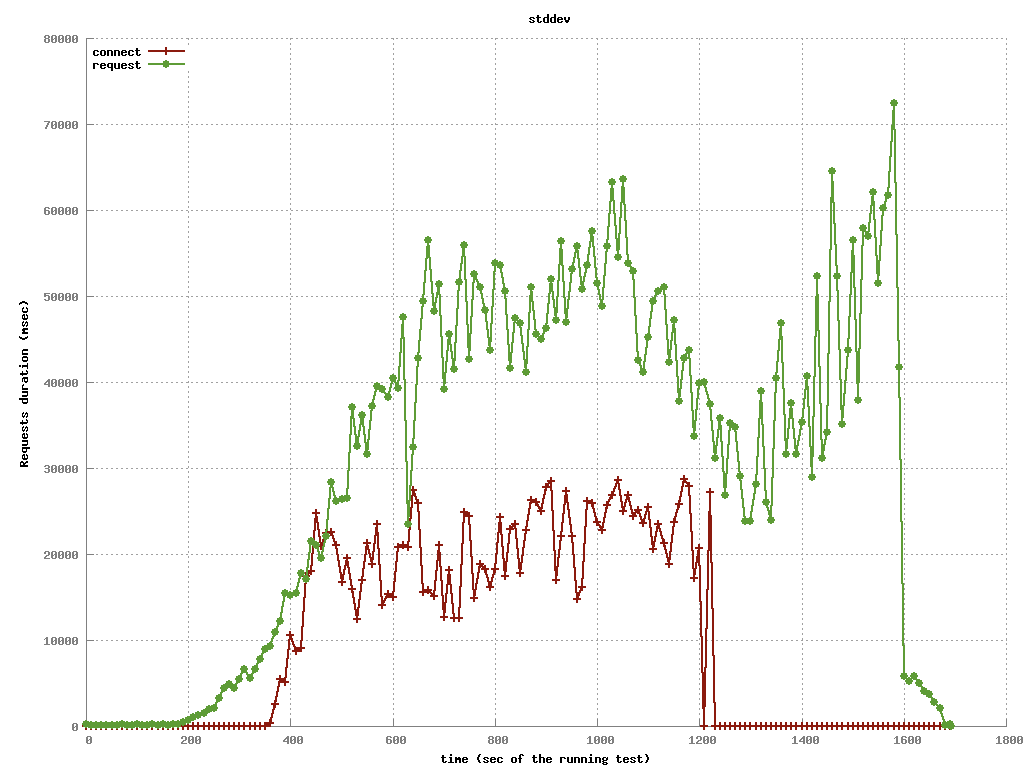 stddev
80000
connect
request
70000
60000
50000
40000
30000
20000
10000
0
Requests duration (msec)
0 200 400 600 800 1000 1200 1400 1600 1800
time (sec of the running test)